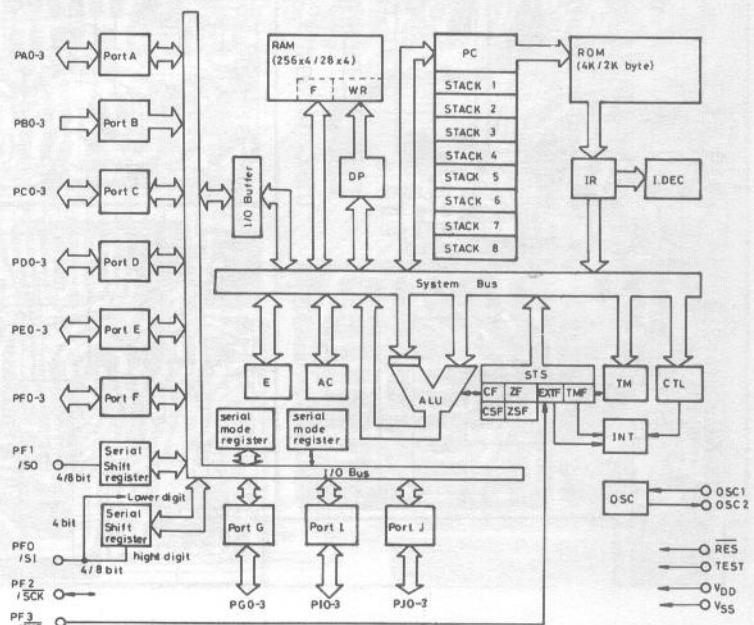 PA0-3
Port A
PB0-3
Port B
PC0-3
Port C
PD0-3
Port D
PE0-3
Port E
PF0-3
Port F
PF1
/S0
4/8 bit
Serial
Shift
register
Lower digit
4 bit
Serial
Shift
register
hight digit
PF0
/SI
4/8 bit
PF2
/SCK
PF3
I/O Buffer
RAM
(256x4/28x4)
F
WR
DP
PC
STACK 1
STACK 2
STACK 3
STACK 4
STACK 5
STACK 6
STACK 7
STACK 8
ROM
(4K/2K byte)
IR
I.DEC
System Bus
E
AC
ALU
STS
CF
ZF
EXTF
TMF
CSF
ZSF
TM
CTL
INT
OSC
OSC1
OSC2
RES
TEST
VDD
VSS
serial
mode
register
serial
mode
register
I/O Bus
Port G
Port I
Port J
PG0-3
PI0-3
PJ0-2